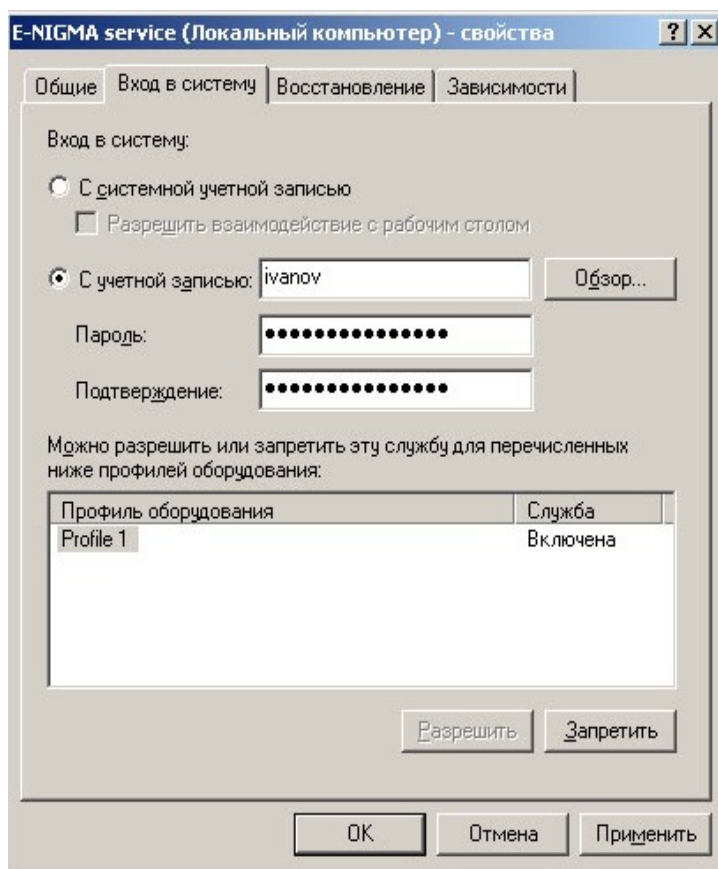 E-NIGMA service (Локальный компьютер) - свойства
Общие Вход в систему Восстановление Зависимости
Вход в систему:
С системной учетной записью
Разрешить взаимодействие с рабочим столом
С учетной записью: ivanov Обзор...
Пароль: ●●●●●●●●●●●●●●●
Подтверждение: ●●●●●●●●●●●●●●●
Можно разрешить или запретить эту службу для перечисленных
ниже профилей оборудования:
Профиль оборудования Служба
Profile 1 Включена
Разрешить Запретить
OK Отмена Применить